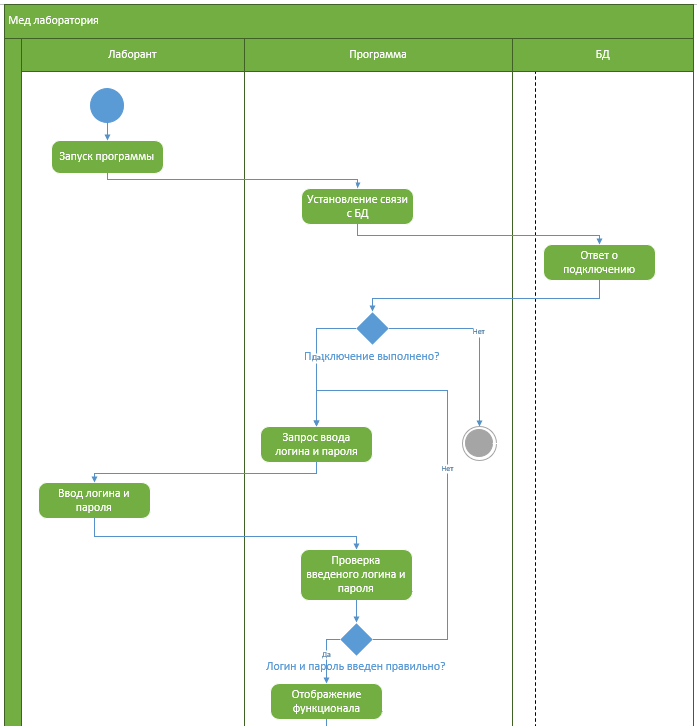 Мед лаборатория
Лаборант
Программа
БД
Запуск программы
Установление связи
с БД
Ответ о
подключению
Нет
Подключение выполнено?
Да
Запрос ввода
логина и пароля
Нет
Ввод логина и
пароля
Проверка
введеного логина и
пароля
Да
Логин и пароль введен правильно?
Отображение
функционала